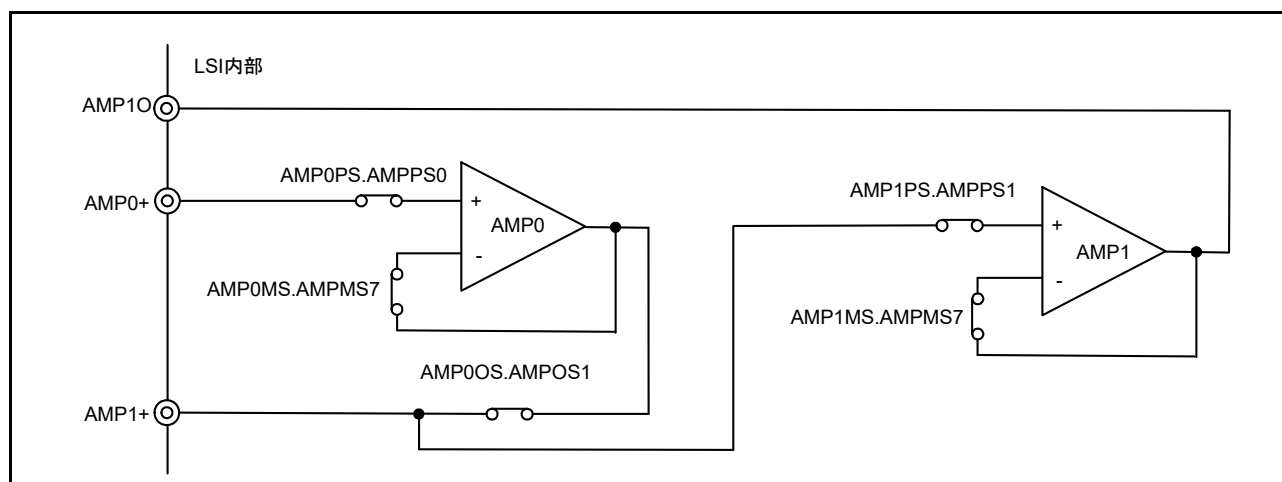 LSI内部
AMP1O
AMP0PS.AMPPS0
AMP0+
+
AMP0
-
AMP0MS.AMPMS7
AMP1PS.AMPPS1
+
AMP1
-
AMP1MS.AMPMS7
AMP0OS.AMPOS1
AMP1+